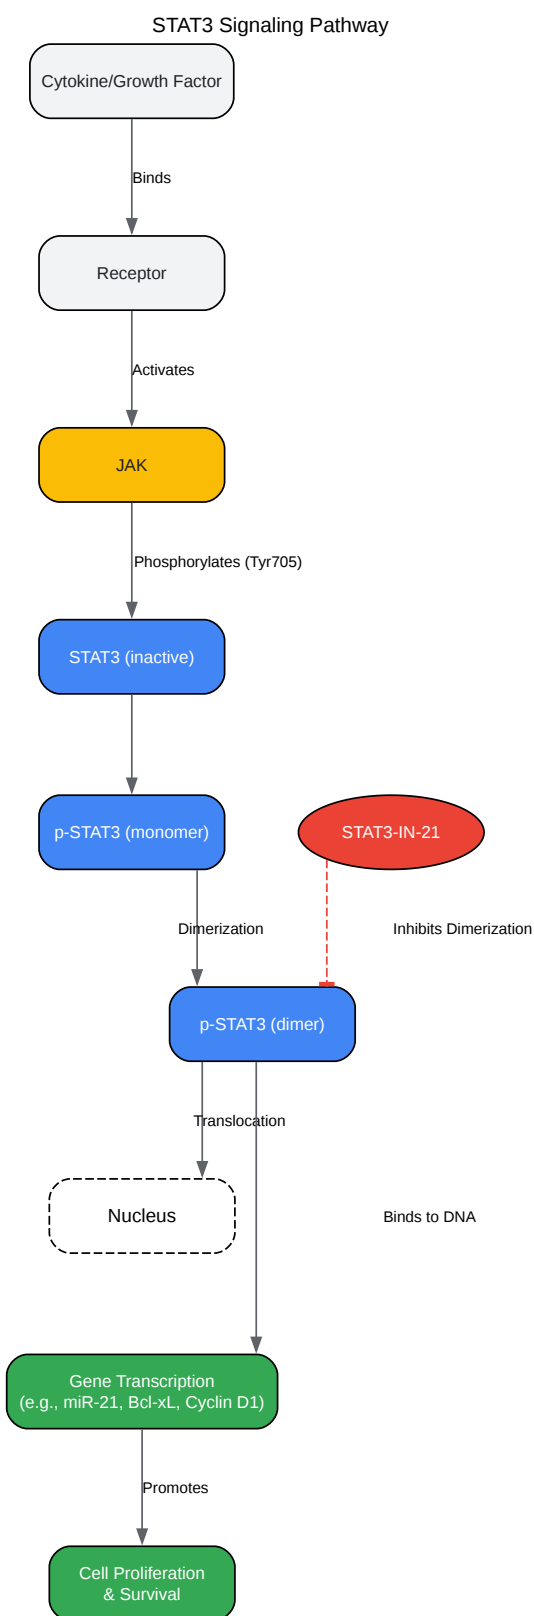 STAT3 Signaling Pathway
Cytokine/Growth Factor
Binds
Receptor
Activates
JAK
Phosphorylates (Tyr705)
STAT3 (inactive)
p-STAT3 (monomer)
STAT3-IN-21
Dimerization
Inhibits Dimerization
p-STAT3 (dimer)
Translocation
Nucleus
Binds to DNA
Gene Transcription
(e.g., miR-21, Bcl-xL, Cyclin D1)
Promotes
Cell Proliferation
& Survival